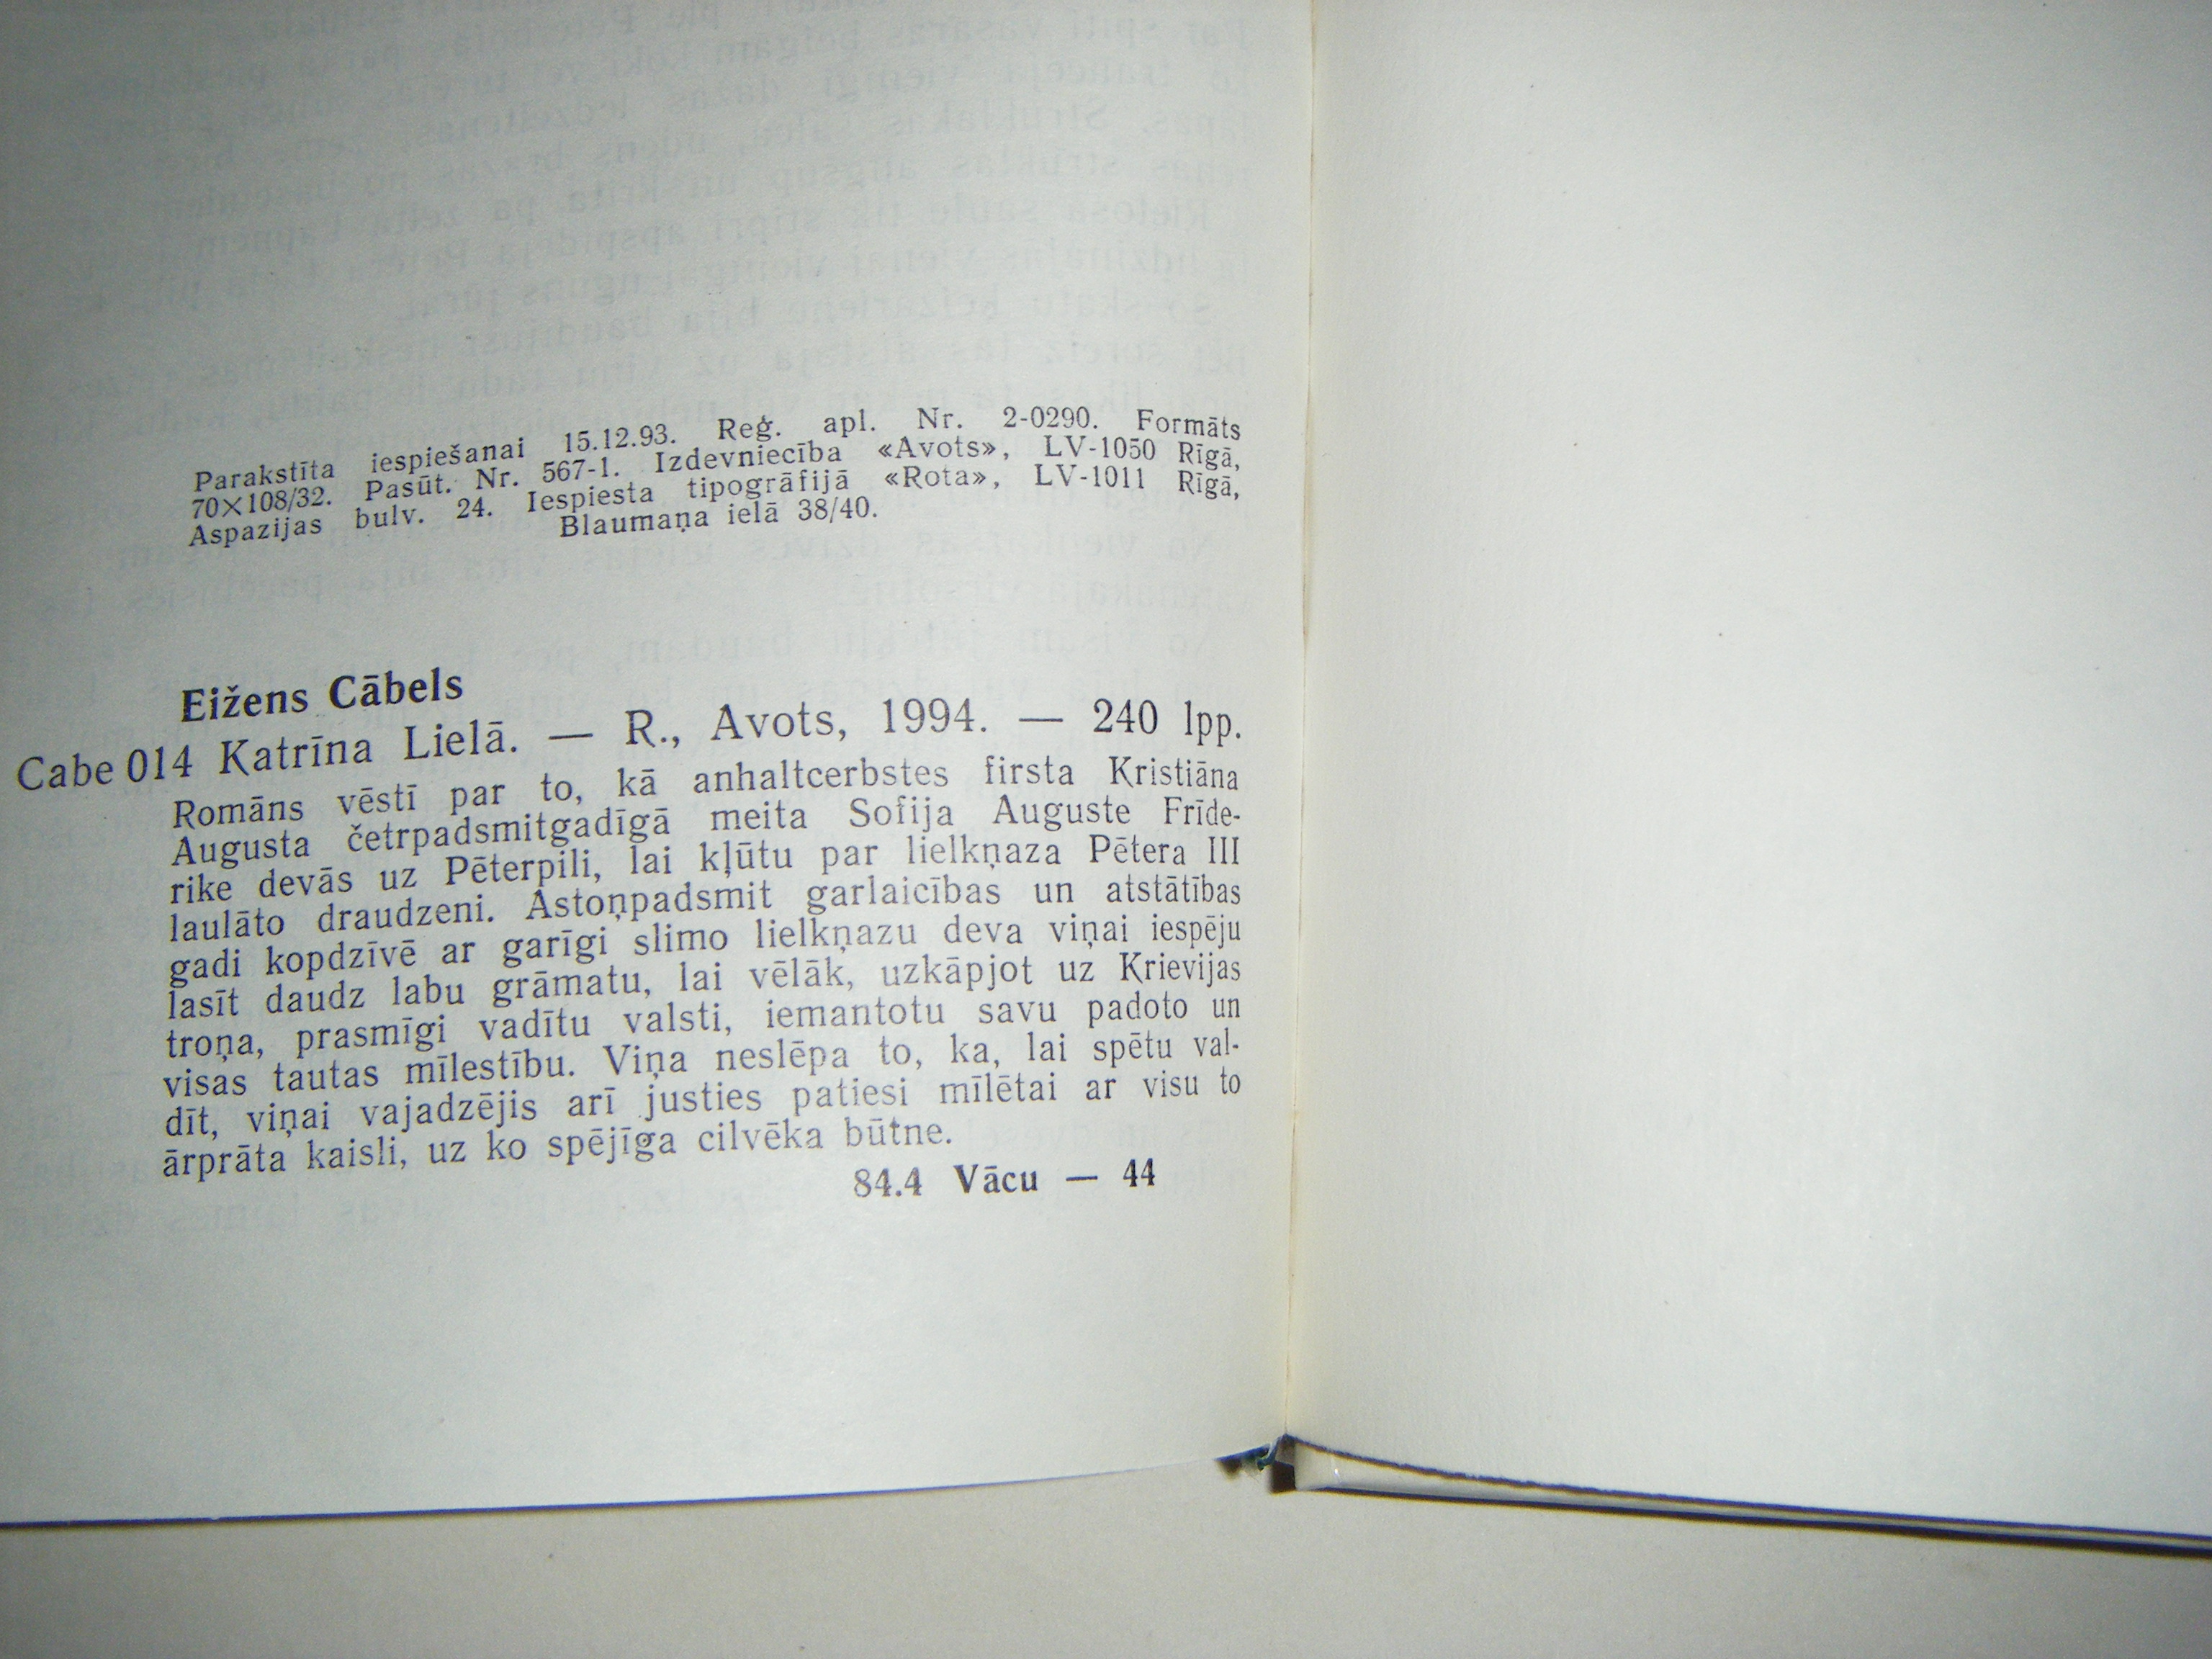 Parakstīta iespiešanai 15.12.93. Reģ. apl. Nr. 2-0290. Formāts
70×108/32. Pasūt. Nr. 567-1. Izdevniecība «Avots», LV-1050 Rīgā,
Aspazijas bulv. 24. Iespiesta tipogrāfijā «Rota», LV-1011 Rīgā,
Blaumaņa ielā 38/40.
Eižens Cābels
Cabe 014 Katrīna Lielā. — R., Avots, 1994. — 240 lpp.
Romāns vēstī par to, kā anhaltcerbstes firsta Kristiāna
Augusta četrpadsmitgadīgā meita Sofija Auguste Frīde-
rike devās uz Pēterpili, lai kļūtu par lielkņaza Pētera III
laulāto draudzeni. Astoņpadsmit garlaicības un atstātības
gadi kopdzīvē ar garīgi slimo lielkņazu deva viņai iespēju
lasīt daudz labu grāmatu, lai vēlāk, uzkāpjot uz Krievijas
troņa, prasmīgi vadītu valsti, iemantotu savu padoto un
visas tautas mīlestību. Viņa neslēpa to, ka, lai spētu val-
dīt, viņai vajadzējis arī justies patiesi mīlētai ar visu to
ārprāta kaisli, uz ko spējīga cilvēka būtne.
84.4 Vācu — 44